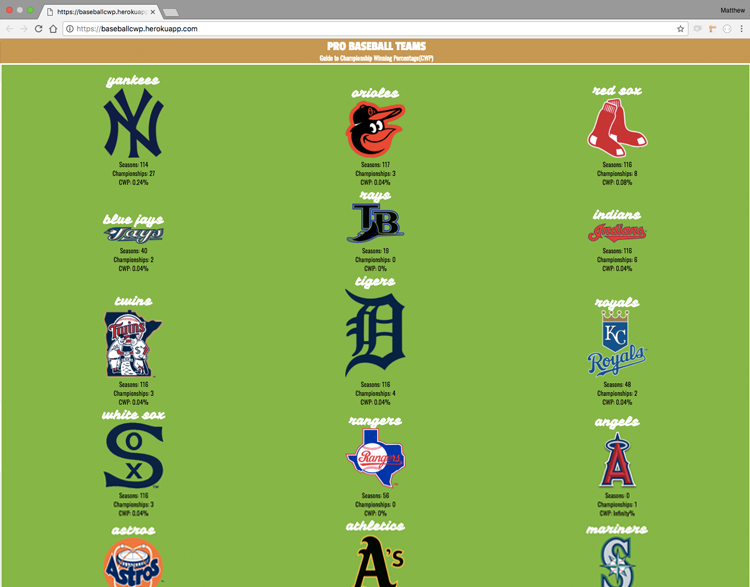 https://baseballcwp.herokuapp
Matthew
https://baseballcwp.herokuapp.com
PRO BASEBALL TEAMS
Guide to Championship Winning Percentage(CWP)
yankees
NY
Seasons: 114
Championships: 27
CWP: 0.24%
orioles
Seasons: 117
Championships: 3
CWP: 0.04%
red sox
Seasons: 116
Championships: 8
CWP: 0.08%
blue jays
Jays
Seasons: 40
Championships: 2
CWP: 0.04%
rays
TB
Seasons: 19
Championships: 0
CWP: 0%
indians
Indians
Seasons: 116
Championships: 6
CWP: 0.04%
twins
Twins
Seasons: 116
Championships: 3
CWP: 0.04%
tigers
D
Seasons: 116
Championships: 4
CWP: 0.04%
royals
KC
Royals
Seasons: 48
Championships: 2
CWP: 0.04%
white sox
SOX
Seasons: 116
Championships: 3
CWP: 0.04%
rangers
Rangers
Seasons: 56
Championships: 0
CWP: 0%
angels
A
Seasons: 0
Championships: 1
CWP: Infinity%
astros
Astros
athletics
A's
mariners
S